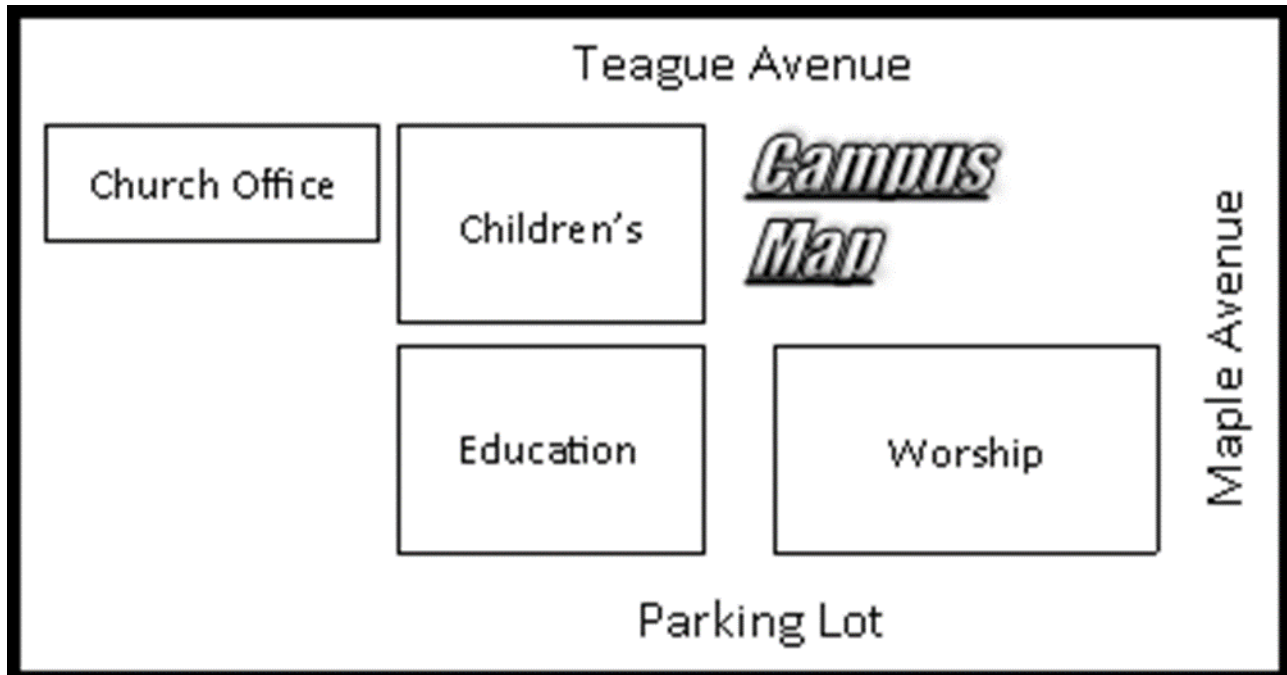 Teague Avenue
Church Office
Children’s
Campus
Map
Maple Avenue
Education
Worship
Parking Lot